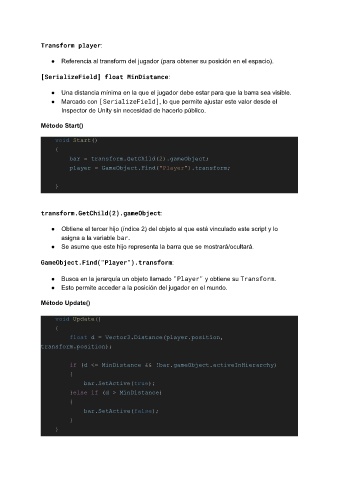 Transform player:
● Referencia al transform del jugador (para obtener su posición en el espacio).
[SerializeField] float MinDistance:
● Una distancia mínima en la que el jugador debe estar para que la barra sea visible.
● Marcado con [SerializeField], lo que permite ajustar este valor desde el
Inspector de Unity sin necesidad de hacerlo público.
Método Start()
void Start()
{
bar = transform.GetChild(2).gameObject;
player = GameObject.Find("Player").transform;
}
transform.GetChild(2).gameObject:
● Obtiene el tercer hijo (índice 2) del objeto al que está vinculado este script y lo
asigna a la variable bar.
● Se asume que este hijo representa la barra que se mostrará/ocultará.
GameObject.Find("Player").transform:
● Busca en la jerarquía un objeto llamado "Player" y obtiene su Transform.
● Esto permite acceder a la posición del jugador en el mundo.
Método Update()
void Update()
{
float d = Vector3.Distance(player.position,
transform.position);
if (d <= MinDistance && !bar.gameObject.activeInHierarchy)
{
bar.SetActive(true);
}else if (d > MinDistance)
{
bar.SetActive(false);
}
}